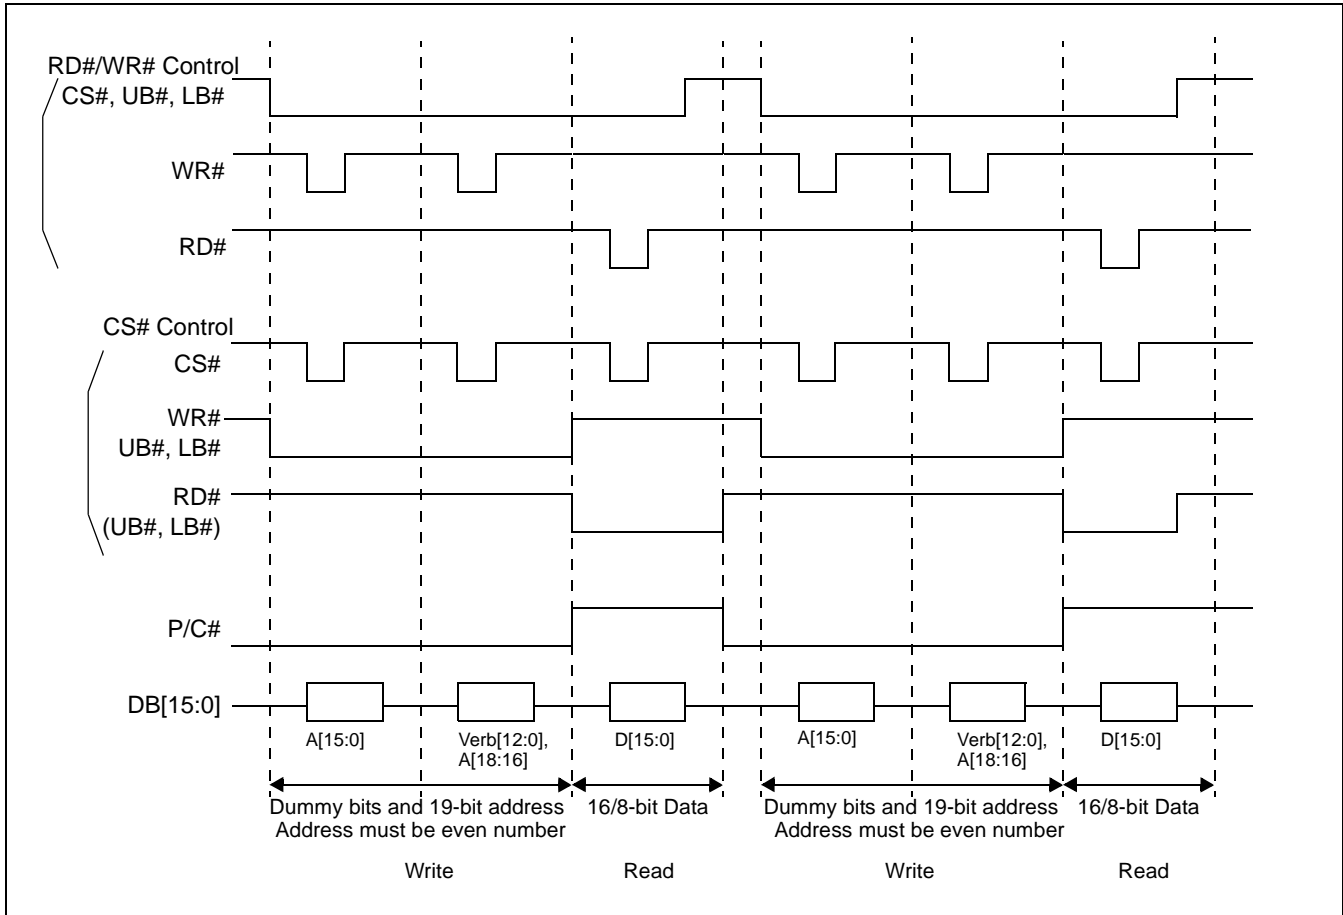 RD#/WR# Control
CS#, UB#, LB#
WR#
RD#
CS# Control
CS#
WR#
UB#, LB#
RD#
(UB#, LB#)
P/C#
DB[15:0]
A[15:0]
Verb[12:0],
A[18:16]
D[15:0]
A[15:0]
Verb[12:0],
A[18:16]
D[15:0]
Dummy bits and 19-bit address
Address must be even number
16/8-bit Data
Dummy bits and 19-bit address
Address must be even number
16/8-bit Data
Write
Read
Write
Read